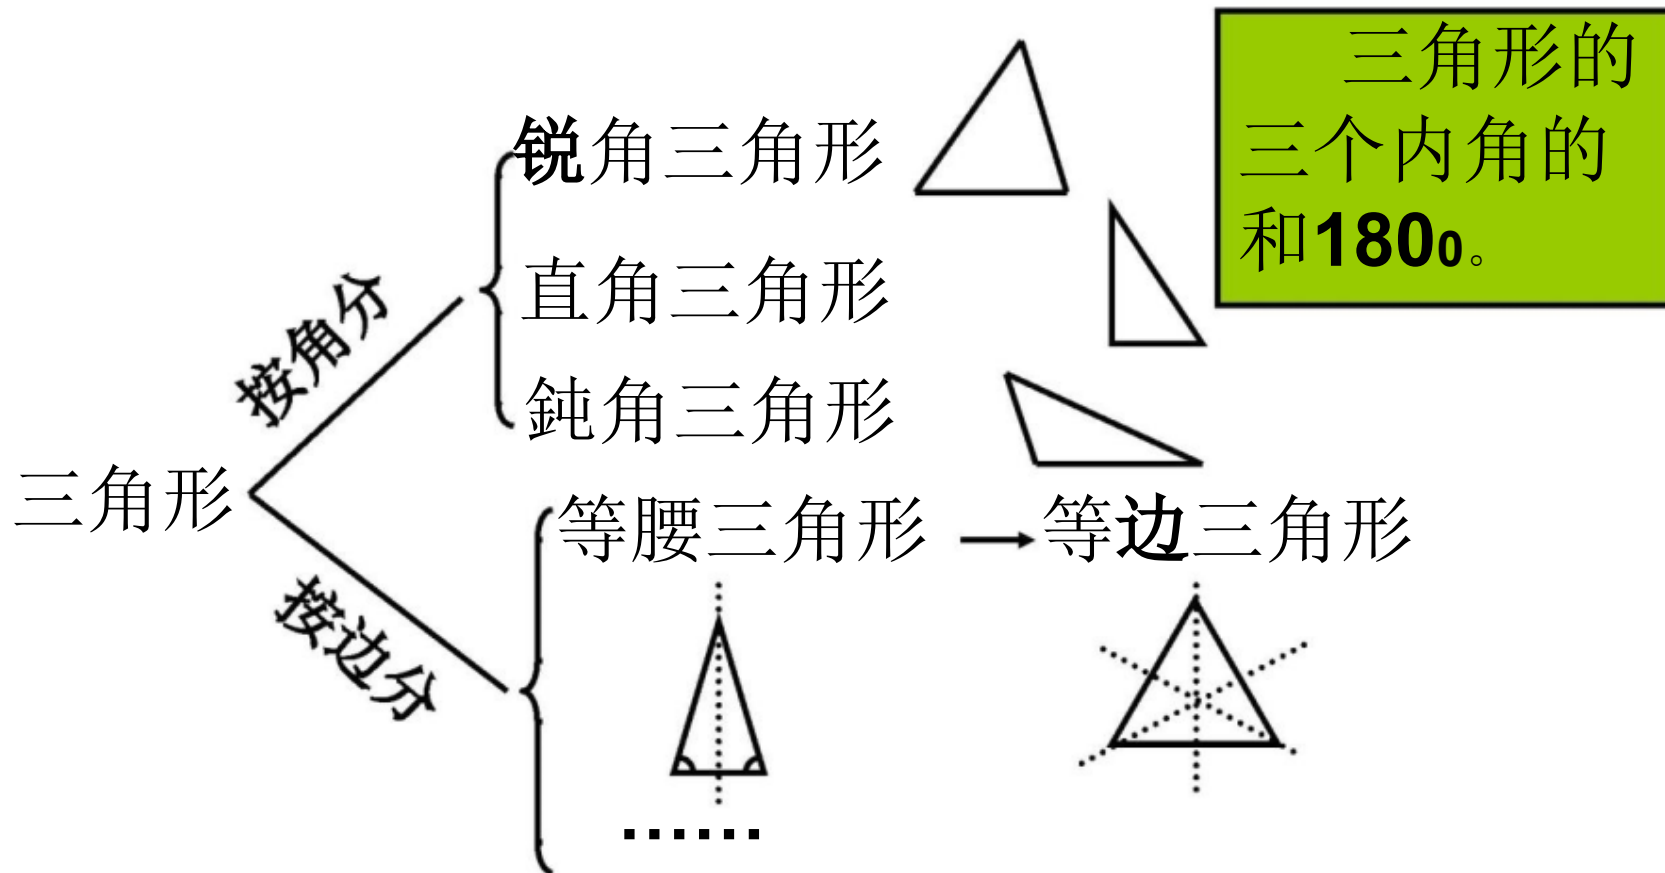 三角形的
三个内角的
和180０。
锐角三角形
直角三角形
鈍角三角形
按角分
三角形
按边分
等腰三角形
等边三角形
......